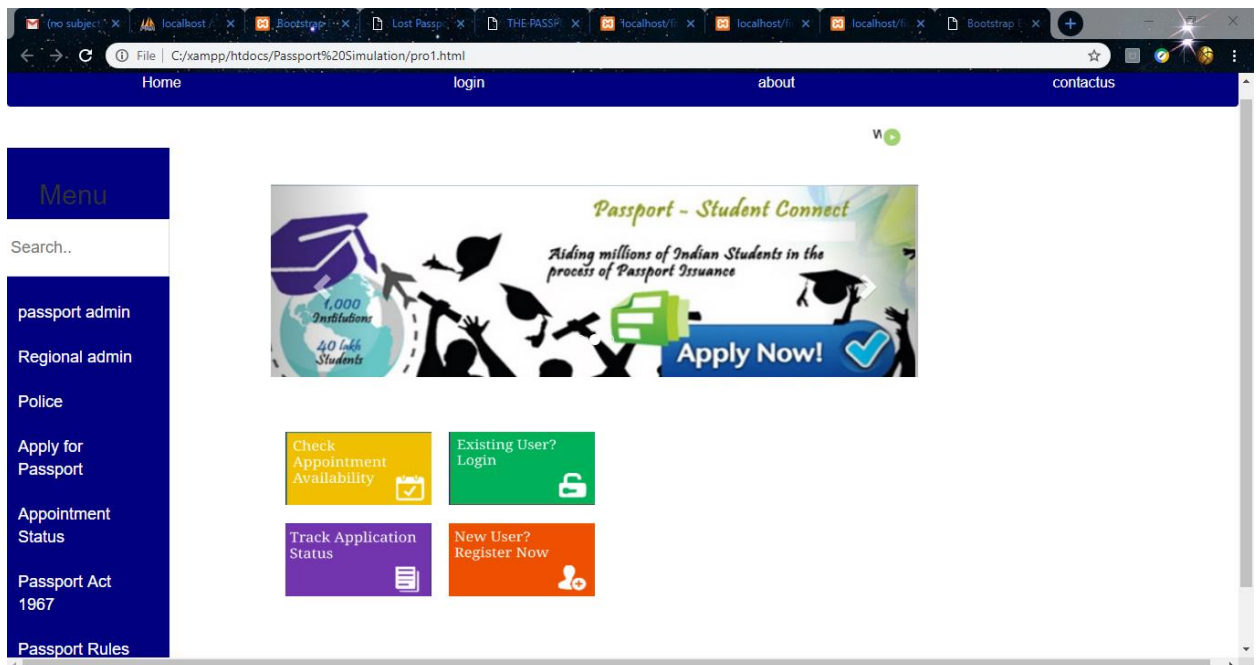 (no subject)
localhost /
Bootstrap
Lost Passp
THE PASSP
localhost/fi
localhost/fi
localhost/fi
Bootstrap E
File | C:/xampp/htdocs/Passport%20Simulation/pro1.html
Home login about contactus
Menu
Search..
passport admin
Regional admin
Police
Apply for
Passport
Appointment
Status
Passport Act
1967
Passport Rules
Passport - Student Connect
Aiding millions of Indian Students in the
process of Passport Issuance
1,000
Institutions
40 lakh
Students
Apply Now!
Check
Appointment
Availability
Existing User?
Login
Track Application
Status
New User?
Register Now